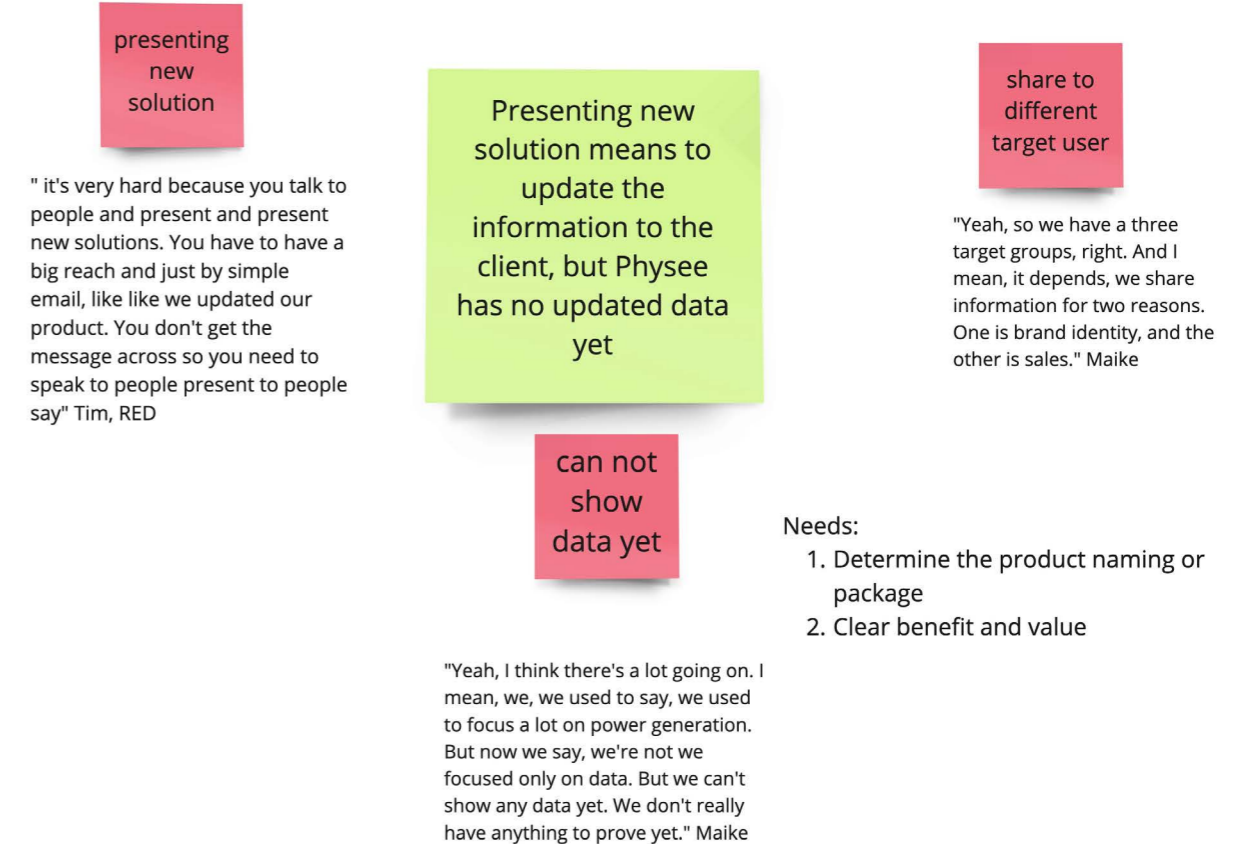 presenting
new
solution
" it's very hard because you talk to
people and present and present
new solutions. You have to have a
big reach and just by simple
email, like like we updated our
product. You don't get the
message across so you need to
speak to people present to people
say" Tim, RED
Presenting new
solution means to
update the
information to the
client, but Physee
has no updated data
yet
can not
show
data yet
"Yeah, I think there's a lot going on. I
mean, we, we used to say, we used
to focus a lot on power generation.
But now we say, we're not we
focused only on data. But we can't
show any data yet. We don't really
have anything to prove yet." Maike
share to
different
target user
"Yeah, so we have a three
target groups, right. And I
mean, it depends, we share
information for two reasons.
One is brand identity, and the
other is sales." Maike
Needs:
1. Determine the product naming or
package
2. Clear benefit and value